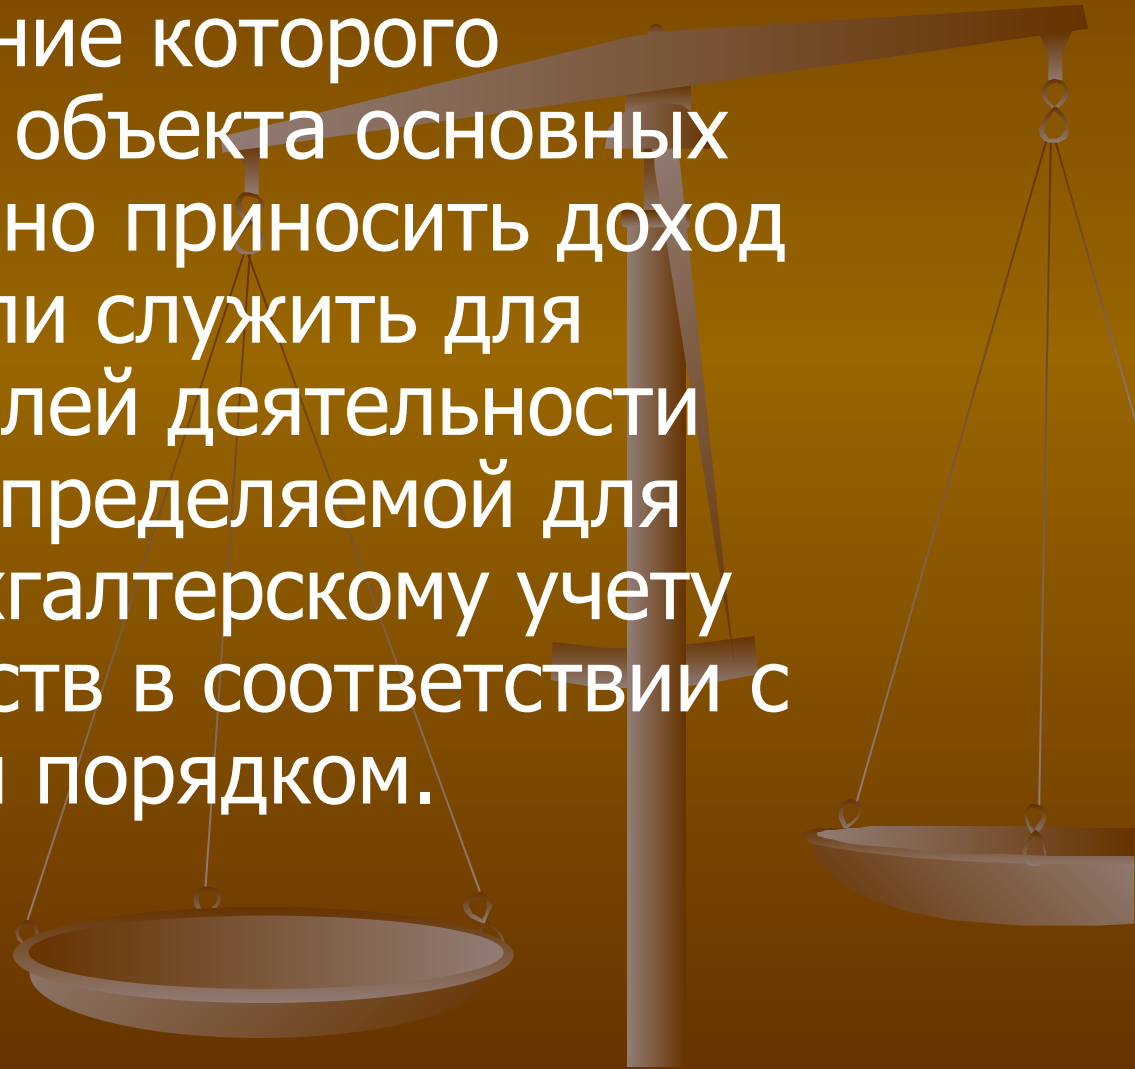 ние которого
объекта основных
но приносить доход
ли служить для
лей деятельности
пределяемой для
хгалтерскому учету
ств в соответствии с
порядком.